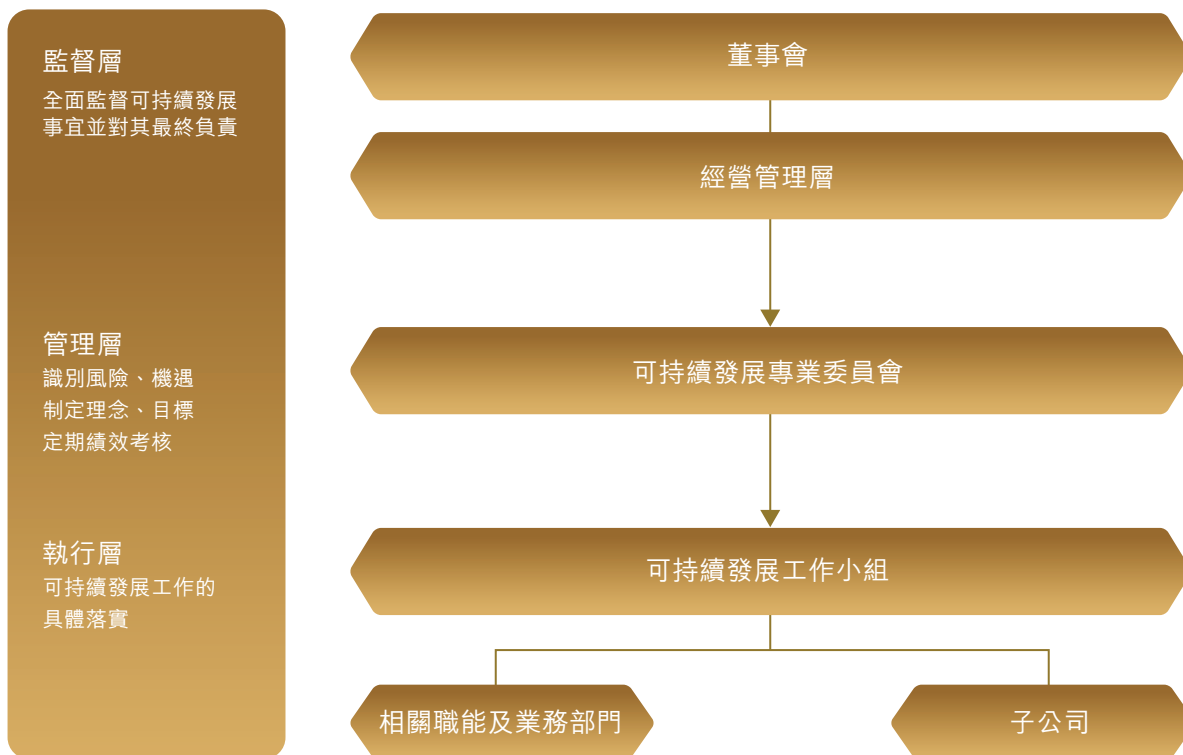 監督層
全面監督可持續發展
事宜並對其最終負責
管理層
識別風險、機遇
制定理念、目標
定期績效考核
執行層
可持續發展工作的
具體落實
董事會
經營管理層
可持續發展專業委員會
可持續發展工作小組
相關職能及業務部門
子公司